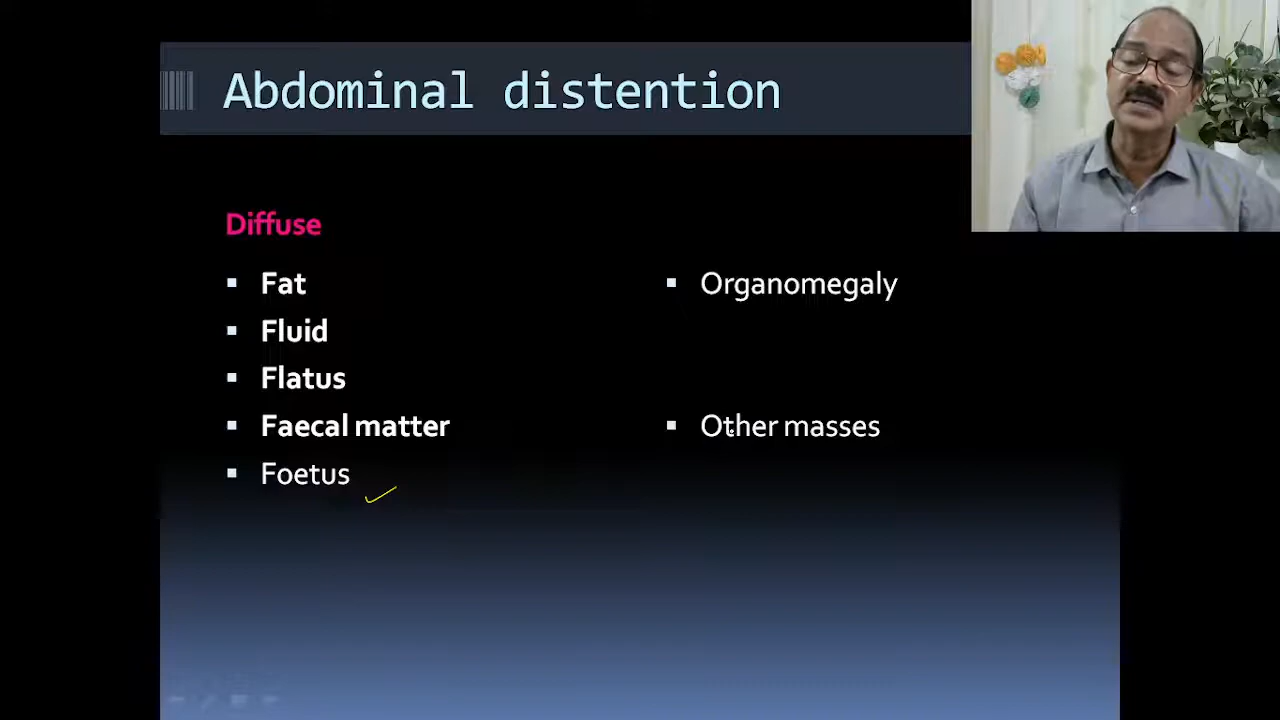 Abdominal distention
Diffuse
Fat
Fluid
Flatus
Faecal matter
Foetus
Organomegaly
Other masses